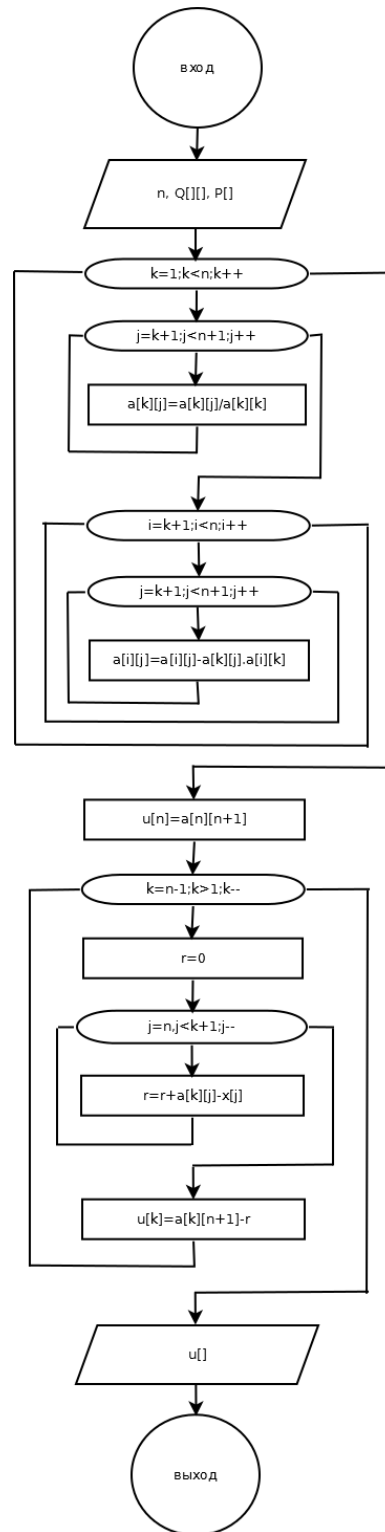 вход
n, Q[][], P[]
k=1;k<n;k++
j=k+1;j<n+1;j++
a[k][j]=a[k][j]/a[k][k]
i=k+1;i<n;i++
j=k+1;j<n+1;j++
a[i][j]=a[i][j]-a[k][j].a[i][k]
u[n]=a[n][n+1]
k=n-1;k>1;k--
r=0
j=n,j<k+1;j--
r=r+a[k][j]-x[j]
u[k]=a[k][n+1]-r
u[]
выход